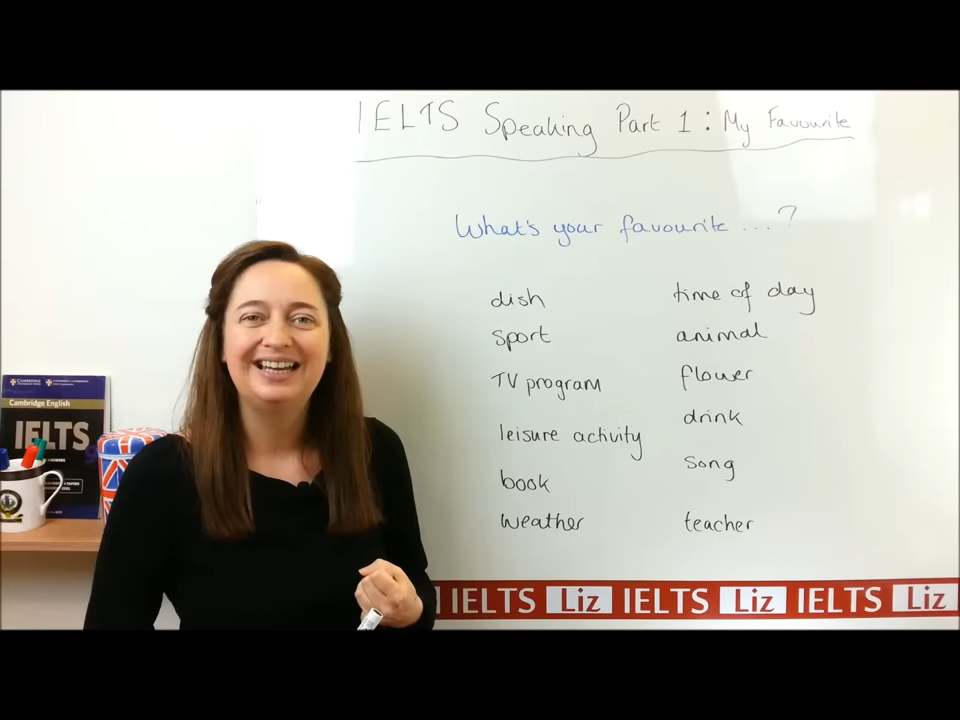 IELTS Speaking Part 1 : My Favourite
What's your favourite ... ?
dish
sport
TV program
leisure activity
book
weather
time of day
animal
flower
drink
song
teacher
CAMBRIDGE
Cambridge English
IELTS
IELTS Liz IELTS Liz IELTS Liz